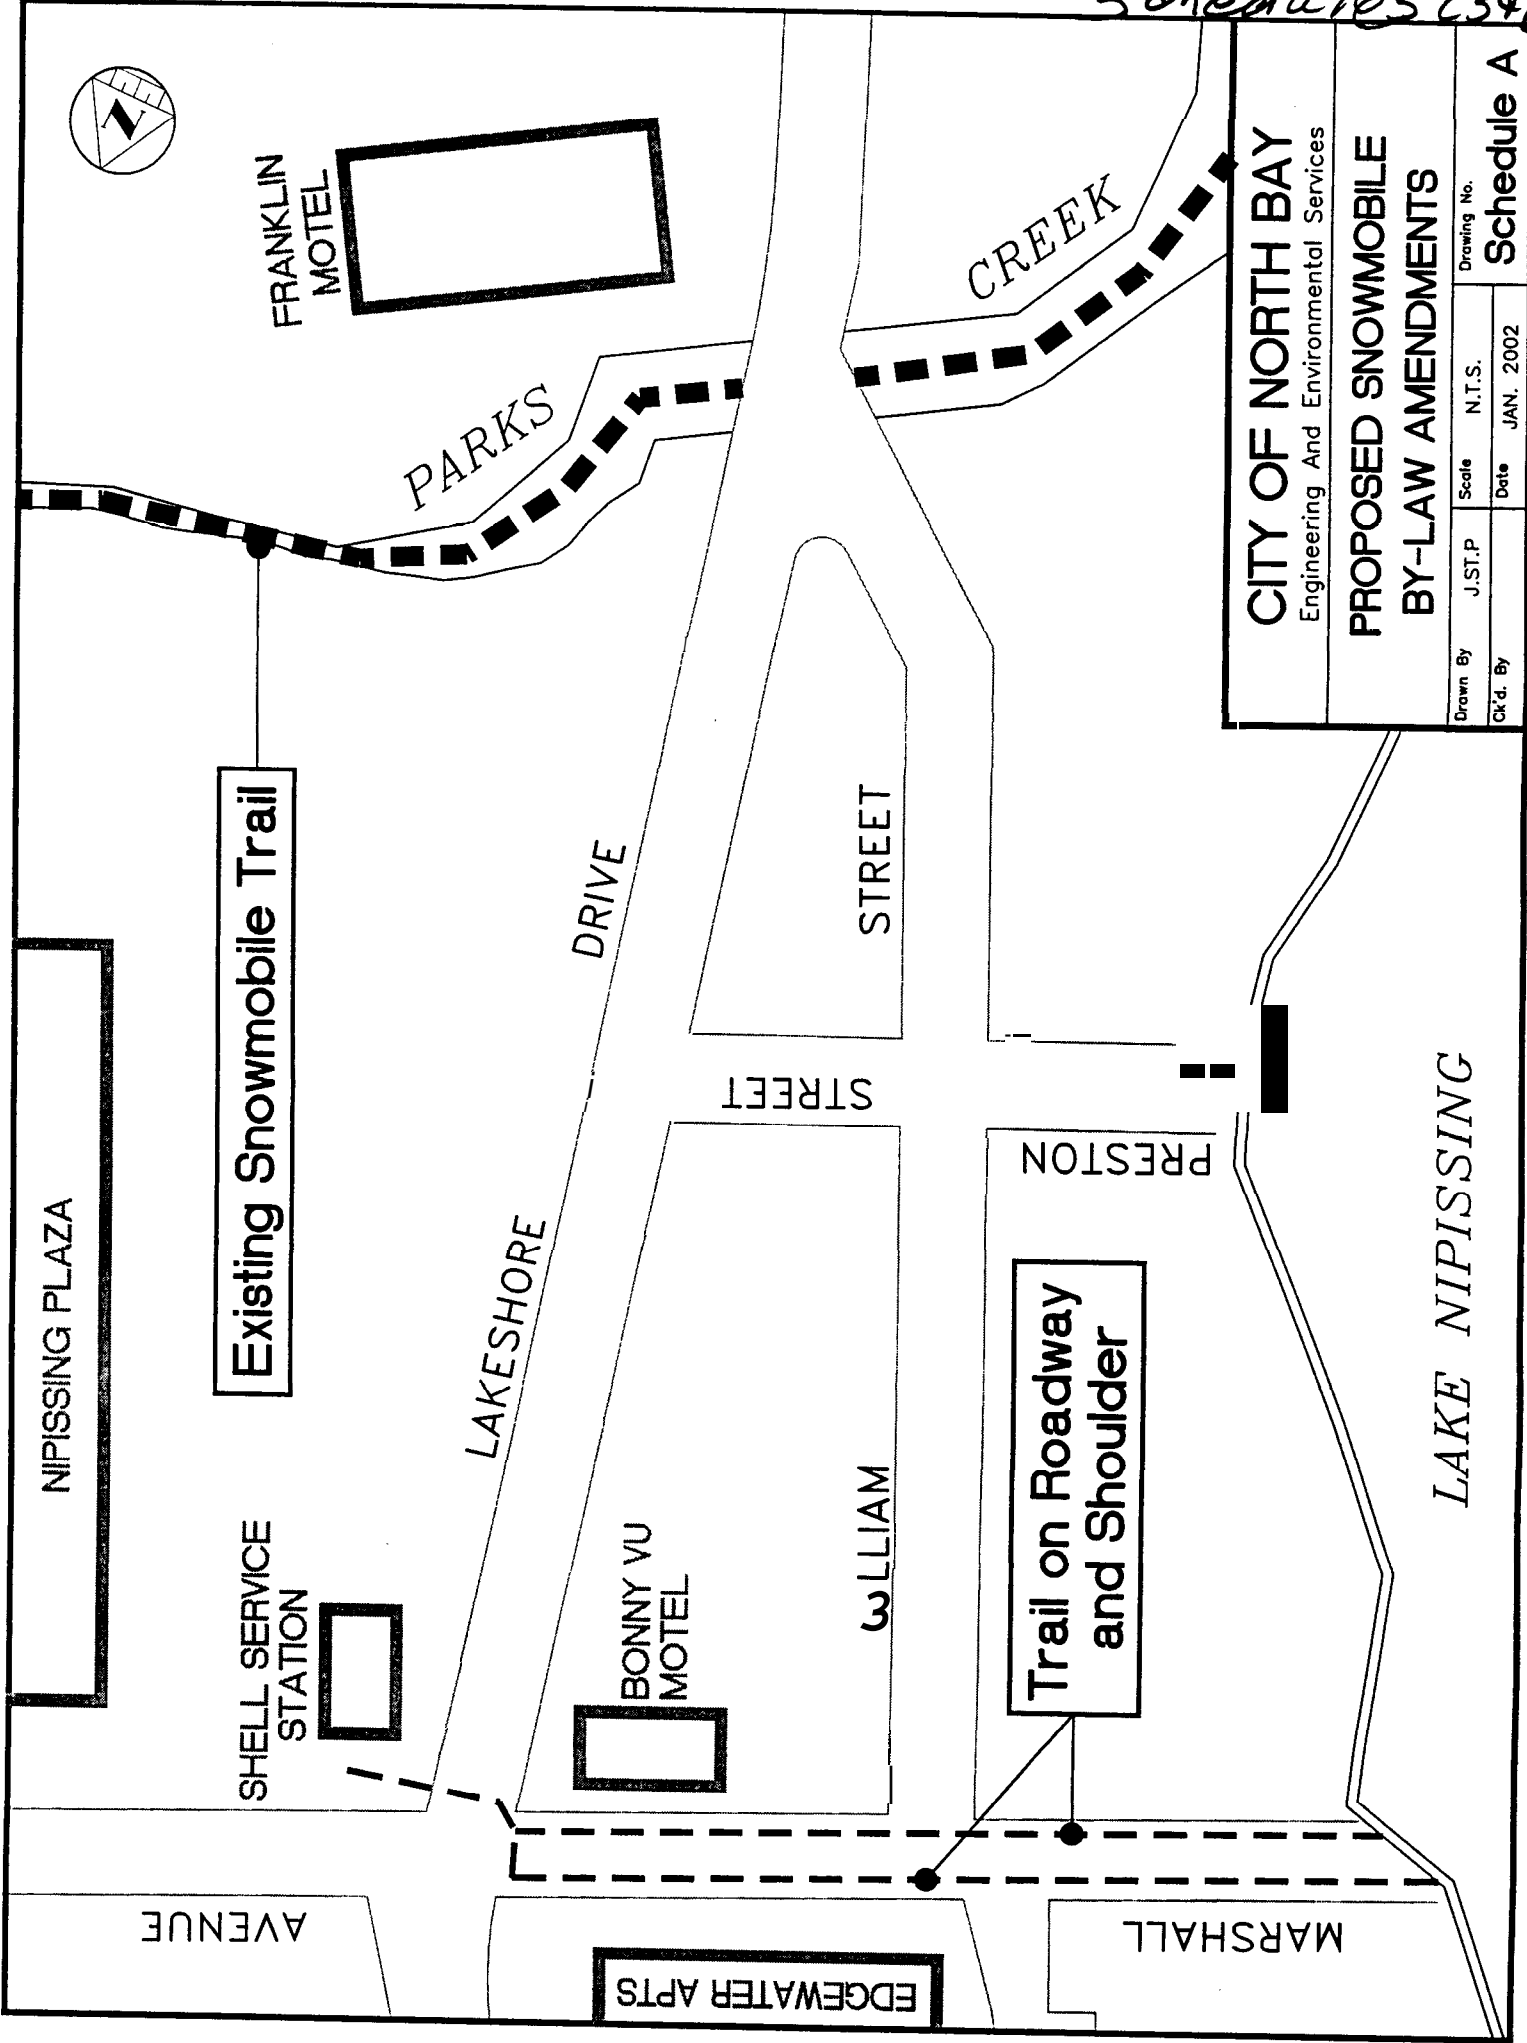 N
FRANKLIN
MOTEL
PARKS
CREEK
Existing Snowmobile Trail
NIPISSING PLAZA
LAKESHORE
DRIVE
STREET
STREET
PRESTON
SHELL SERVICE
STATION
BONNY VU
MOTEL
LLIAM
Trail on Roadway
and Shoulder
LAKE NIPISSING
AVENUE
MARSHALL
EDGEWATER APTS
CITY OF NORTH BAY
Engineering And Environmental Services
PROPOSED SNOWMOBILE
BY-LAW AMENDMENTS
Drawn By J.ST.P Scale N.T.S. Drawing No.
Ck'd. By Date JAN. 2002 Schedule A